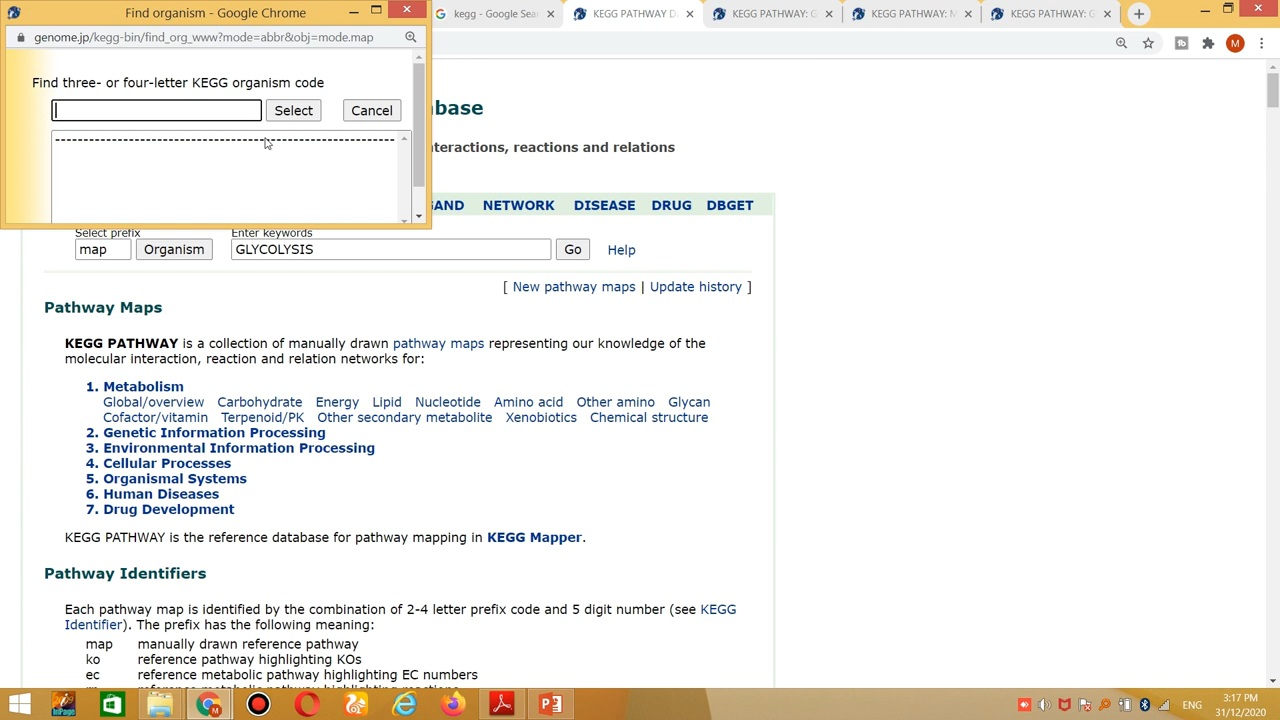 Find organism - Google Chrome
genome.jp/kegg-bin/find_org_www?mode=abbr&obj=mode.map
Find three- or four-letter KEGG organism code
Select
Cancel
kegg - Google Sea
KEGG PATHWAY D
KEGG PATHWAY: G
KEGG PATHWAY: M
KEGG PATHWAY: G
M
base
nteractions, reactions and relations
GAND NETWORK DISEASE DRUG DBGET
Select prefix Enter keywords
map Organism GLYCOLYSIS Go Help
[ New pathway maps | Update history ]
Pathway Maps
KEGG PATHWAY is a collection of manually drawn pathway maps representing our knowledge of the
molecular interaction, reaction and relation networks for:
1. Metabolism
Global/overview Carbohydrate Energy Lipid Nucleotide Amino acid Other amino Glycan
Cofactor/vitamin Terpenoid/PK Other secondary metabolite Xenobiotics Chemical structure
2. Genetic Information Processing
3. Environmental Information Processing
4. Cellular Processes
5. Organismal Systems
6. Human Diseases
7. Drug Development
KEGG PATHWAY is the reference database for pathway mapping in KEGG Mapper.
Pathway Identifiers
Each pathway map is identified by the combination of 2-4 letter prefix code and 5 digit number (see KEGG
Identifier). The prefix has the following meaning:
map manually drawn reference pathway
ko reference pathway highlighting KOs
ec reference metabolic pathway highlighting EC numbers
ENG
3:17 PM
31/12/2020